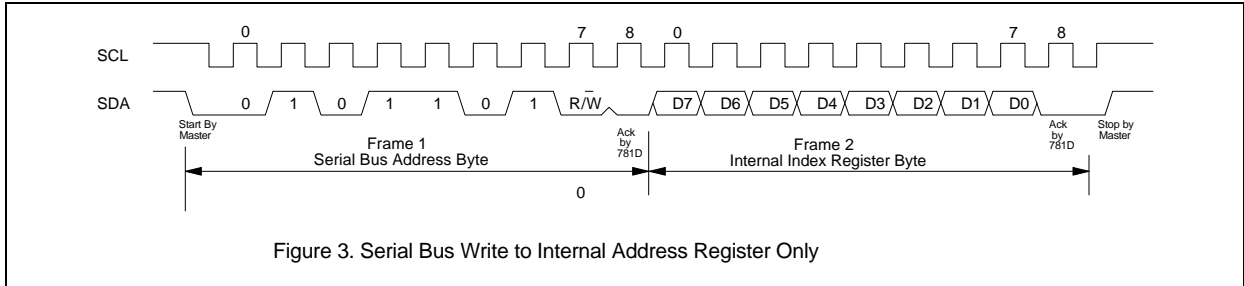 0 7 8 0 7 8
SCL
SDA 0 1 0 1 1 0 1 R/W̅ D7 D6 D5 D4 D3 D2 D1 D0
Start By
Master
Ack
by
781D
Ack
by
781D
Stop by
Master
Frame 1
Serial Bus Address Byte
Frame 2
Internal Index Register Byte
0
Figure 3. Serial Bus Write to Internal Address Register Only